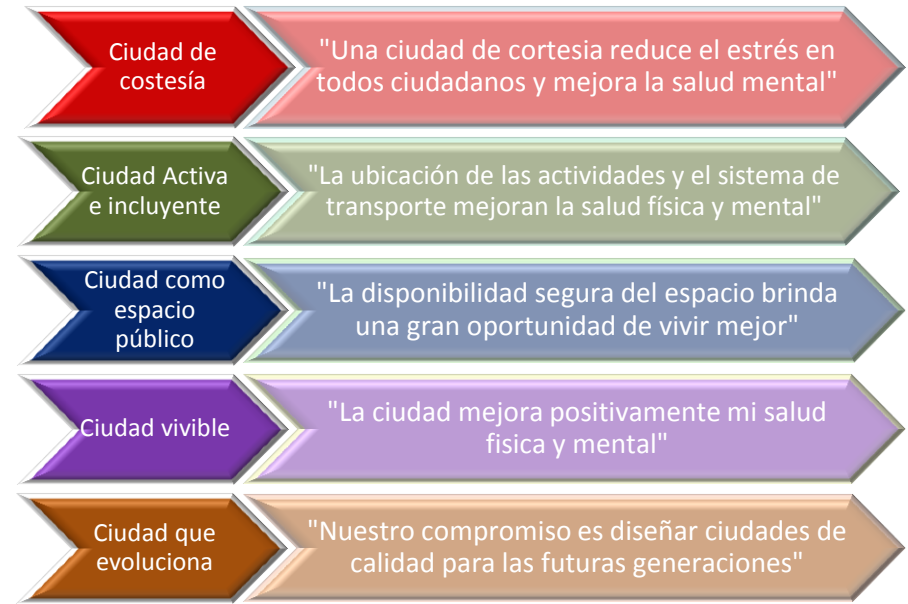 Ciudad de
costesía
"Una ciudad de cortesia reduce el estrés en
todos ciudadanos y mejora la salud mental"
Ciudad Activa
e incluyente
"La ubicación de las actividades y el sistema de
transporte mejoran la salud física y mental"
Ciudad como
espacio
público
"La disponibilidad segura del espacio brinda
una gran oportunidad de vivir mejor"
Ciudad vivible
"La ciudad mejora positivamente mi salud
fisica y mental"
Ciudad que
evoluciona
"Nuestro compromiso es diseñar ciudades de
calidad para las futuras generaciones"